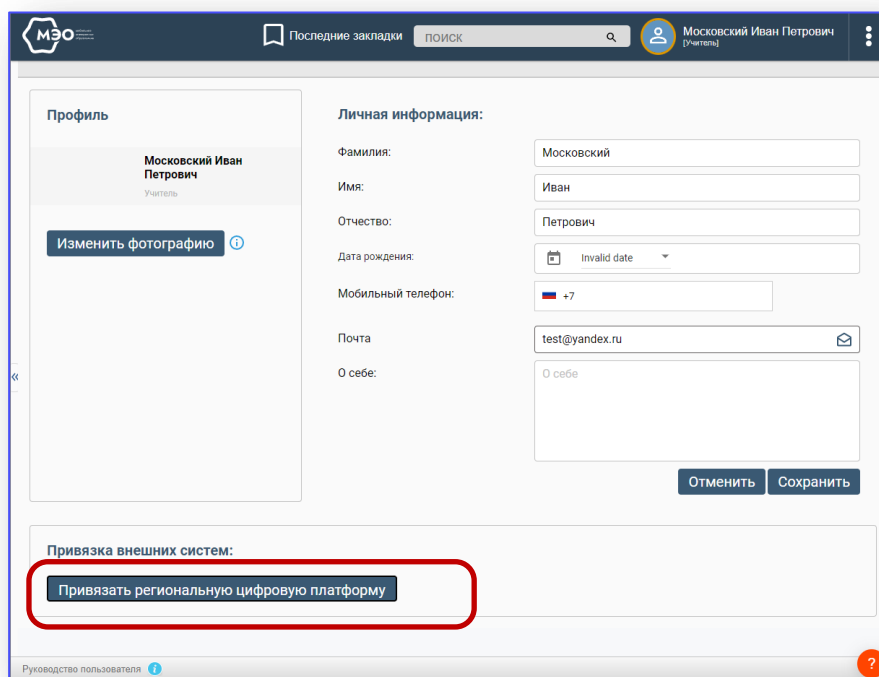 МЭО
Последние закладки
ПОИСК
Московский Иван Петрович
[Учитель]
Профиль
Московский Иван
Петрович
Учитель
Изменить фотографию
Личная информация:
Фамилия:
Московский
Имя:
Иван
Отчество:
Петрович
Дата рождения:
Invalid date
Мобильный телефон:
+7
Почта
test@yandex.ru
О себе:
О себе
Отменить
Сохранить
«
Привязка внешних систем:
Привязать региональную цифровую платформу
Руководство пользователя i
?